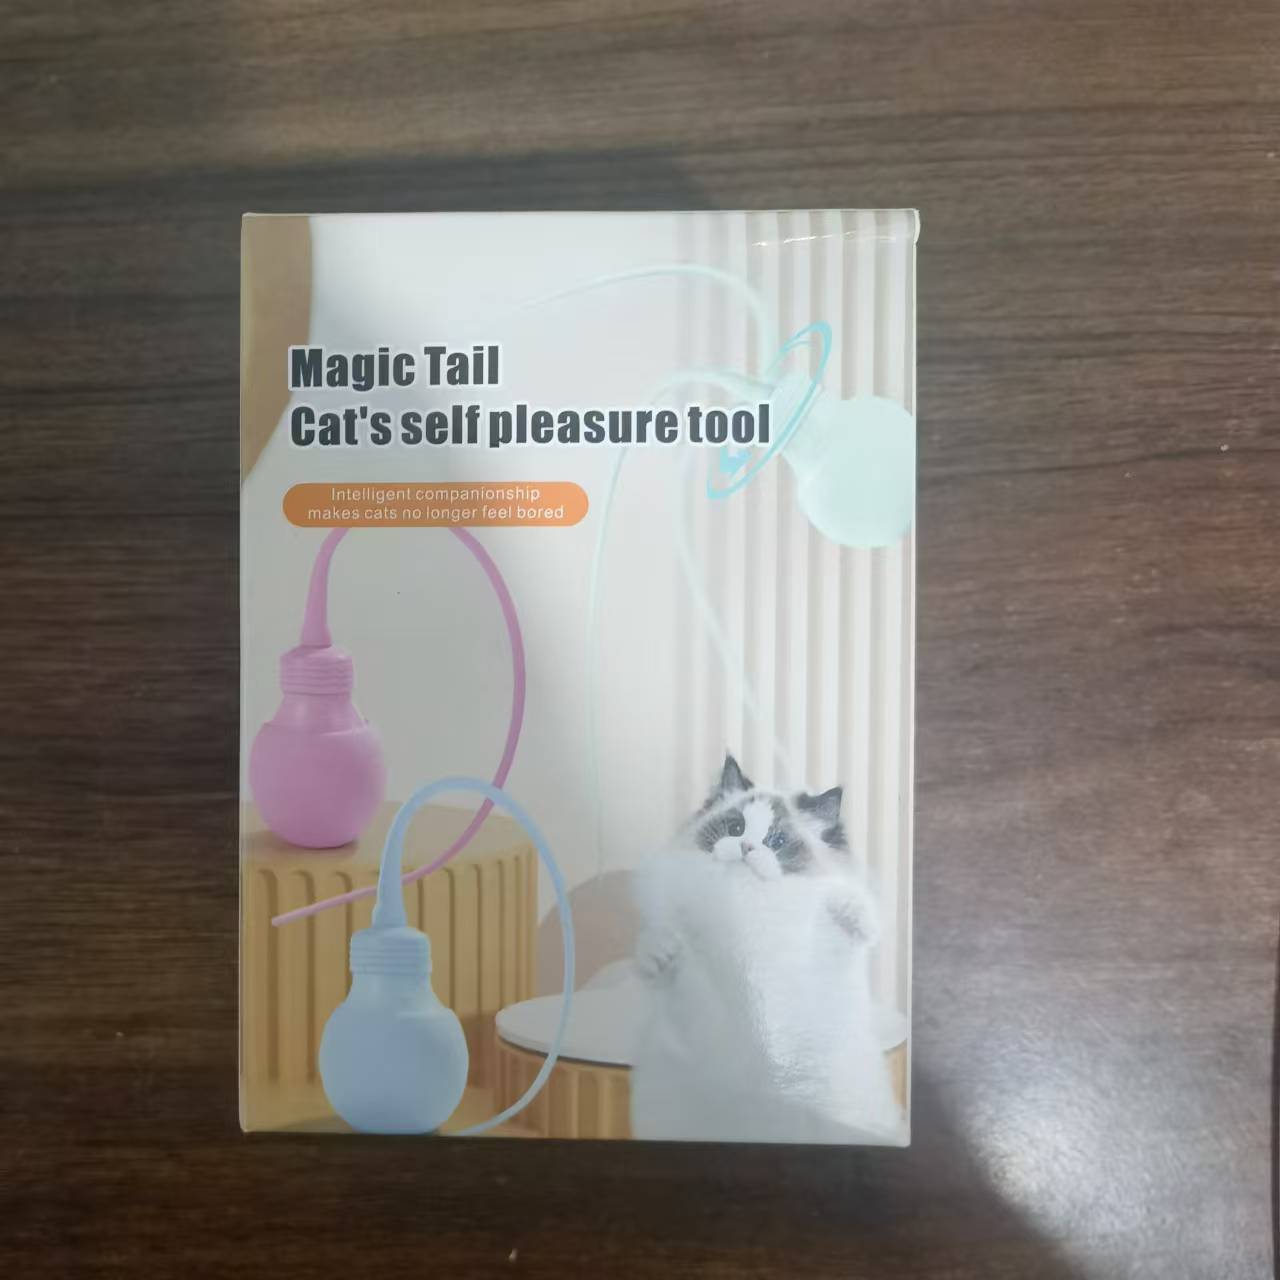 Magic Tail
Cat's self pleasure tool
Intelligent companionship
makes cats no longer feel bored